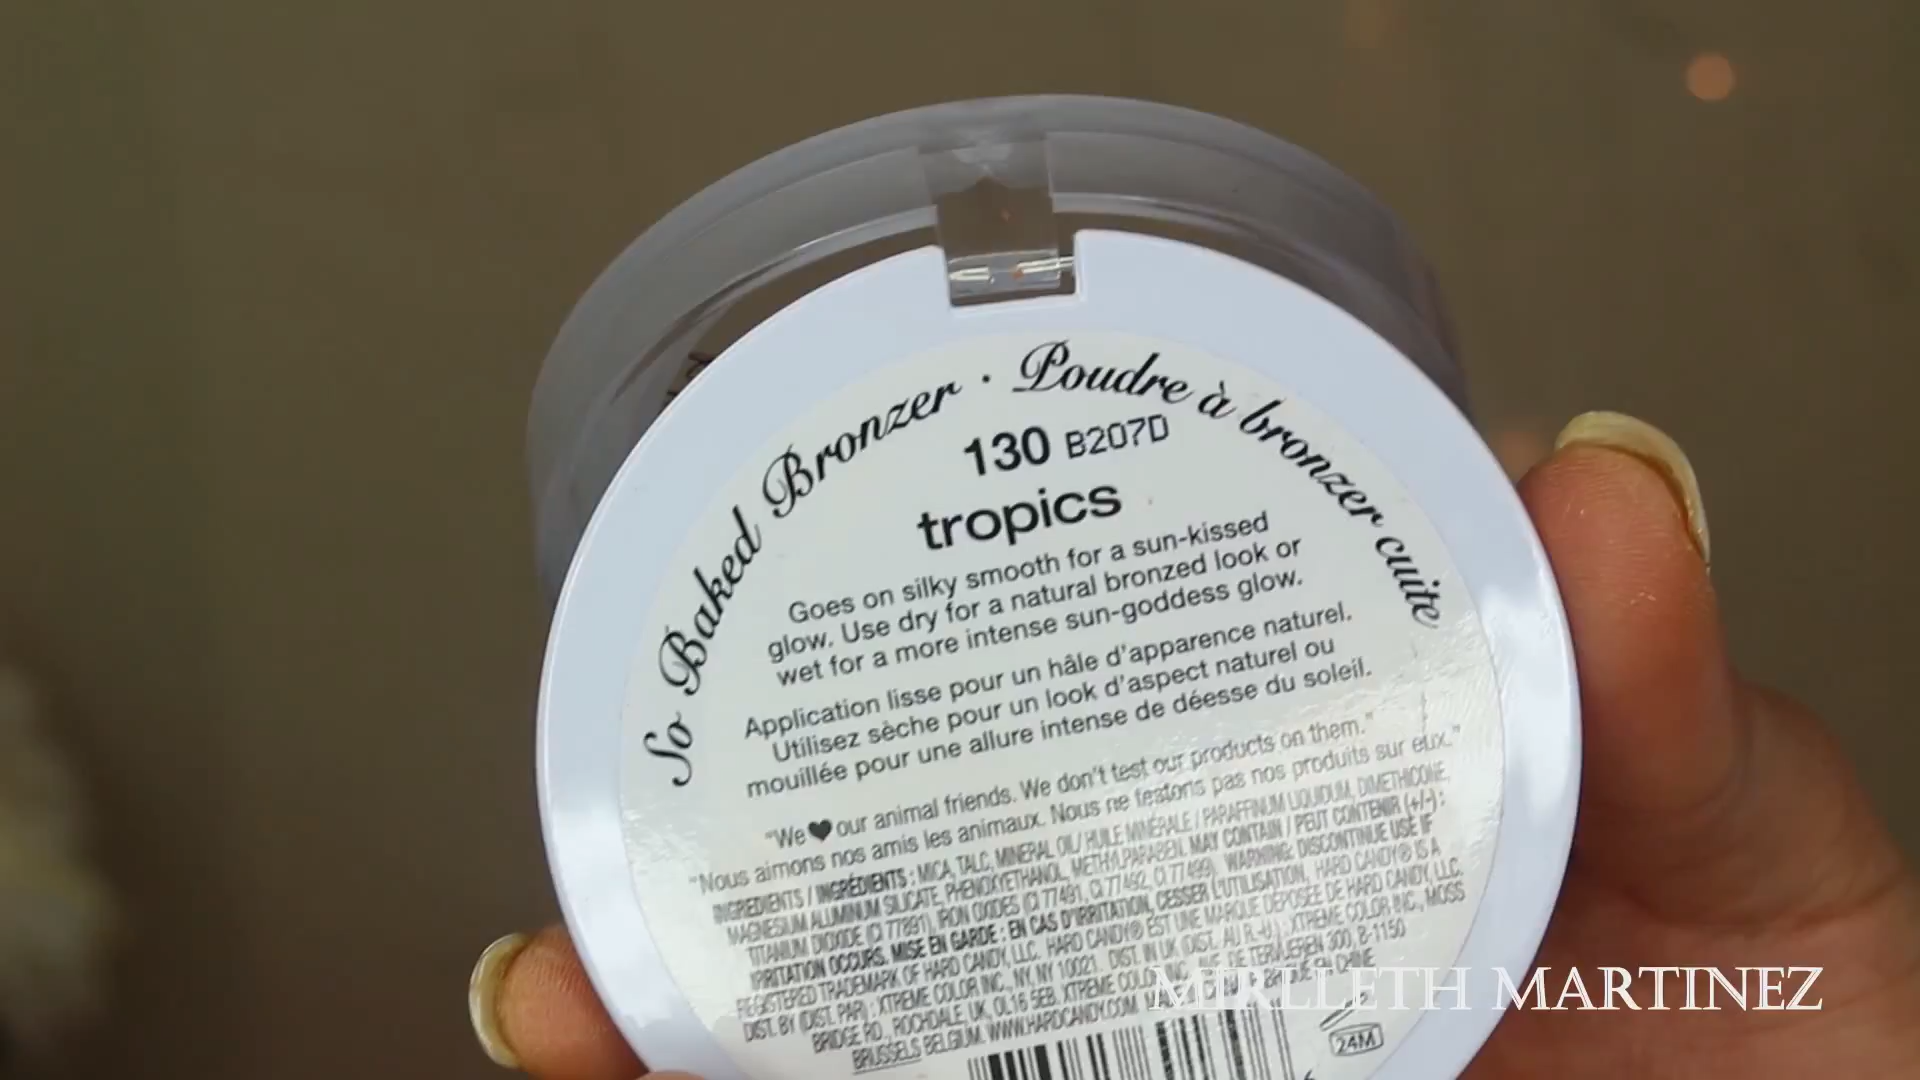 So Baked Bronzer · Poudre à bronzer cuite
130 B207D
tropics
Goes on silky smooth for a sun-kissed
glow. Use dry for a natural bronzed look or
wet for a more intense sun-goddess glow.
Application lisse pour un hâle d'apparence naturel.
Utilisez sèche pour un look d'aspect naturel ou
mouillée pour une allure intense de déesse du soleil.
"We ♥ our animal friends. We don't test our products on them."
"Nous aimons nos amis les animaux. Nous ne testons pas nos produits sur eux."
INGREDIENTS / INGRÉDIENTS : MICA, TALC, MINERAL OIL / HUILE MINÉRALE / PARAFFINUM LIQUIDUM, DIMETHICONE,
MAGNESIUM ALUMINUM SILICATE, PHENOXYETHANOL, METHYLPARABEN. MAY CONTAIN / PEUT CONTENIR (+/-) :
TITANIUM DIOXIDE (CI 77891), IRON OXIDES (CI 77491, CI 77492, CI 77499). WARNING: DISCONTINUE USE IF
IRRITATION OCCURS. MISE EN GARDE : EN CAS D'IRRITATION, CESSER L'UTILISATION. HARD CANDY® IS A
REGISTERED TRADEMARK OF HARD CANDY, LLC. HARD CANDY® EST UNE MARQUE DÉPOSÉE DE HARD CANDY, LLC.
DIST. BY (DIST. PAR) : XTREME COLOR INC., NY, NY 10021. DIST. IN UK (DIST. AU R.-U.) : XTREME COLOR INC., MOSS
BRIDGE RD., ROCHDALE, UK, OL16 5EB. XTREME COLOR INC., AVE. DE TERVUEREN 300, B-1150
BRUSSELS BELGIUM. WWW.HARDCANDY.COM EN CHINE
24M
MIRLLETH MARTINEZ